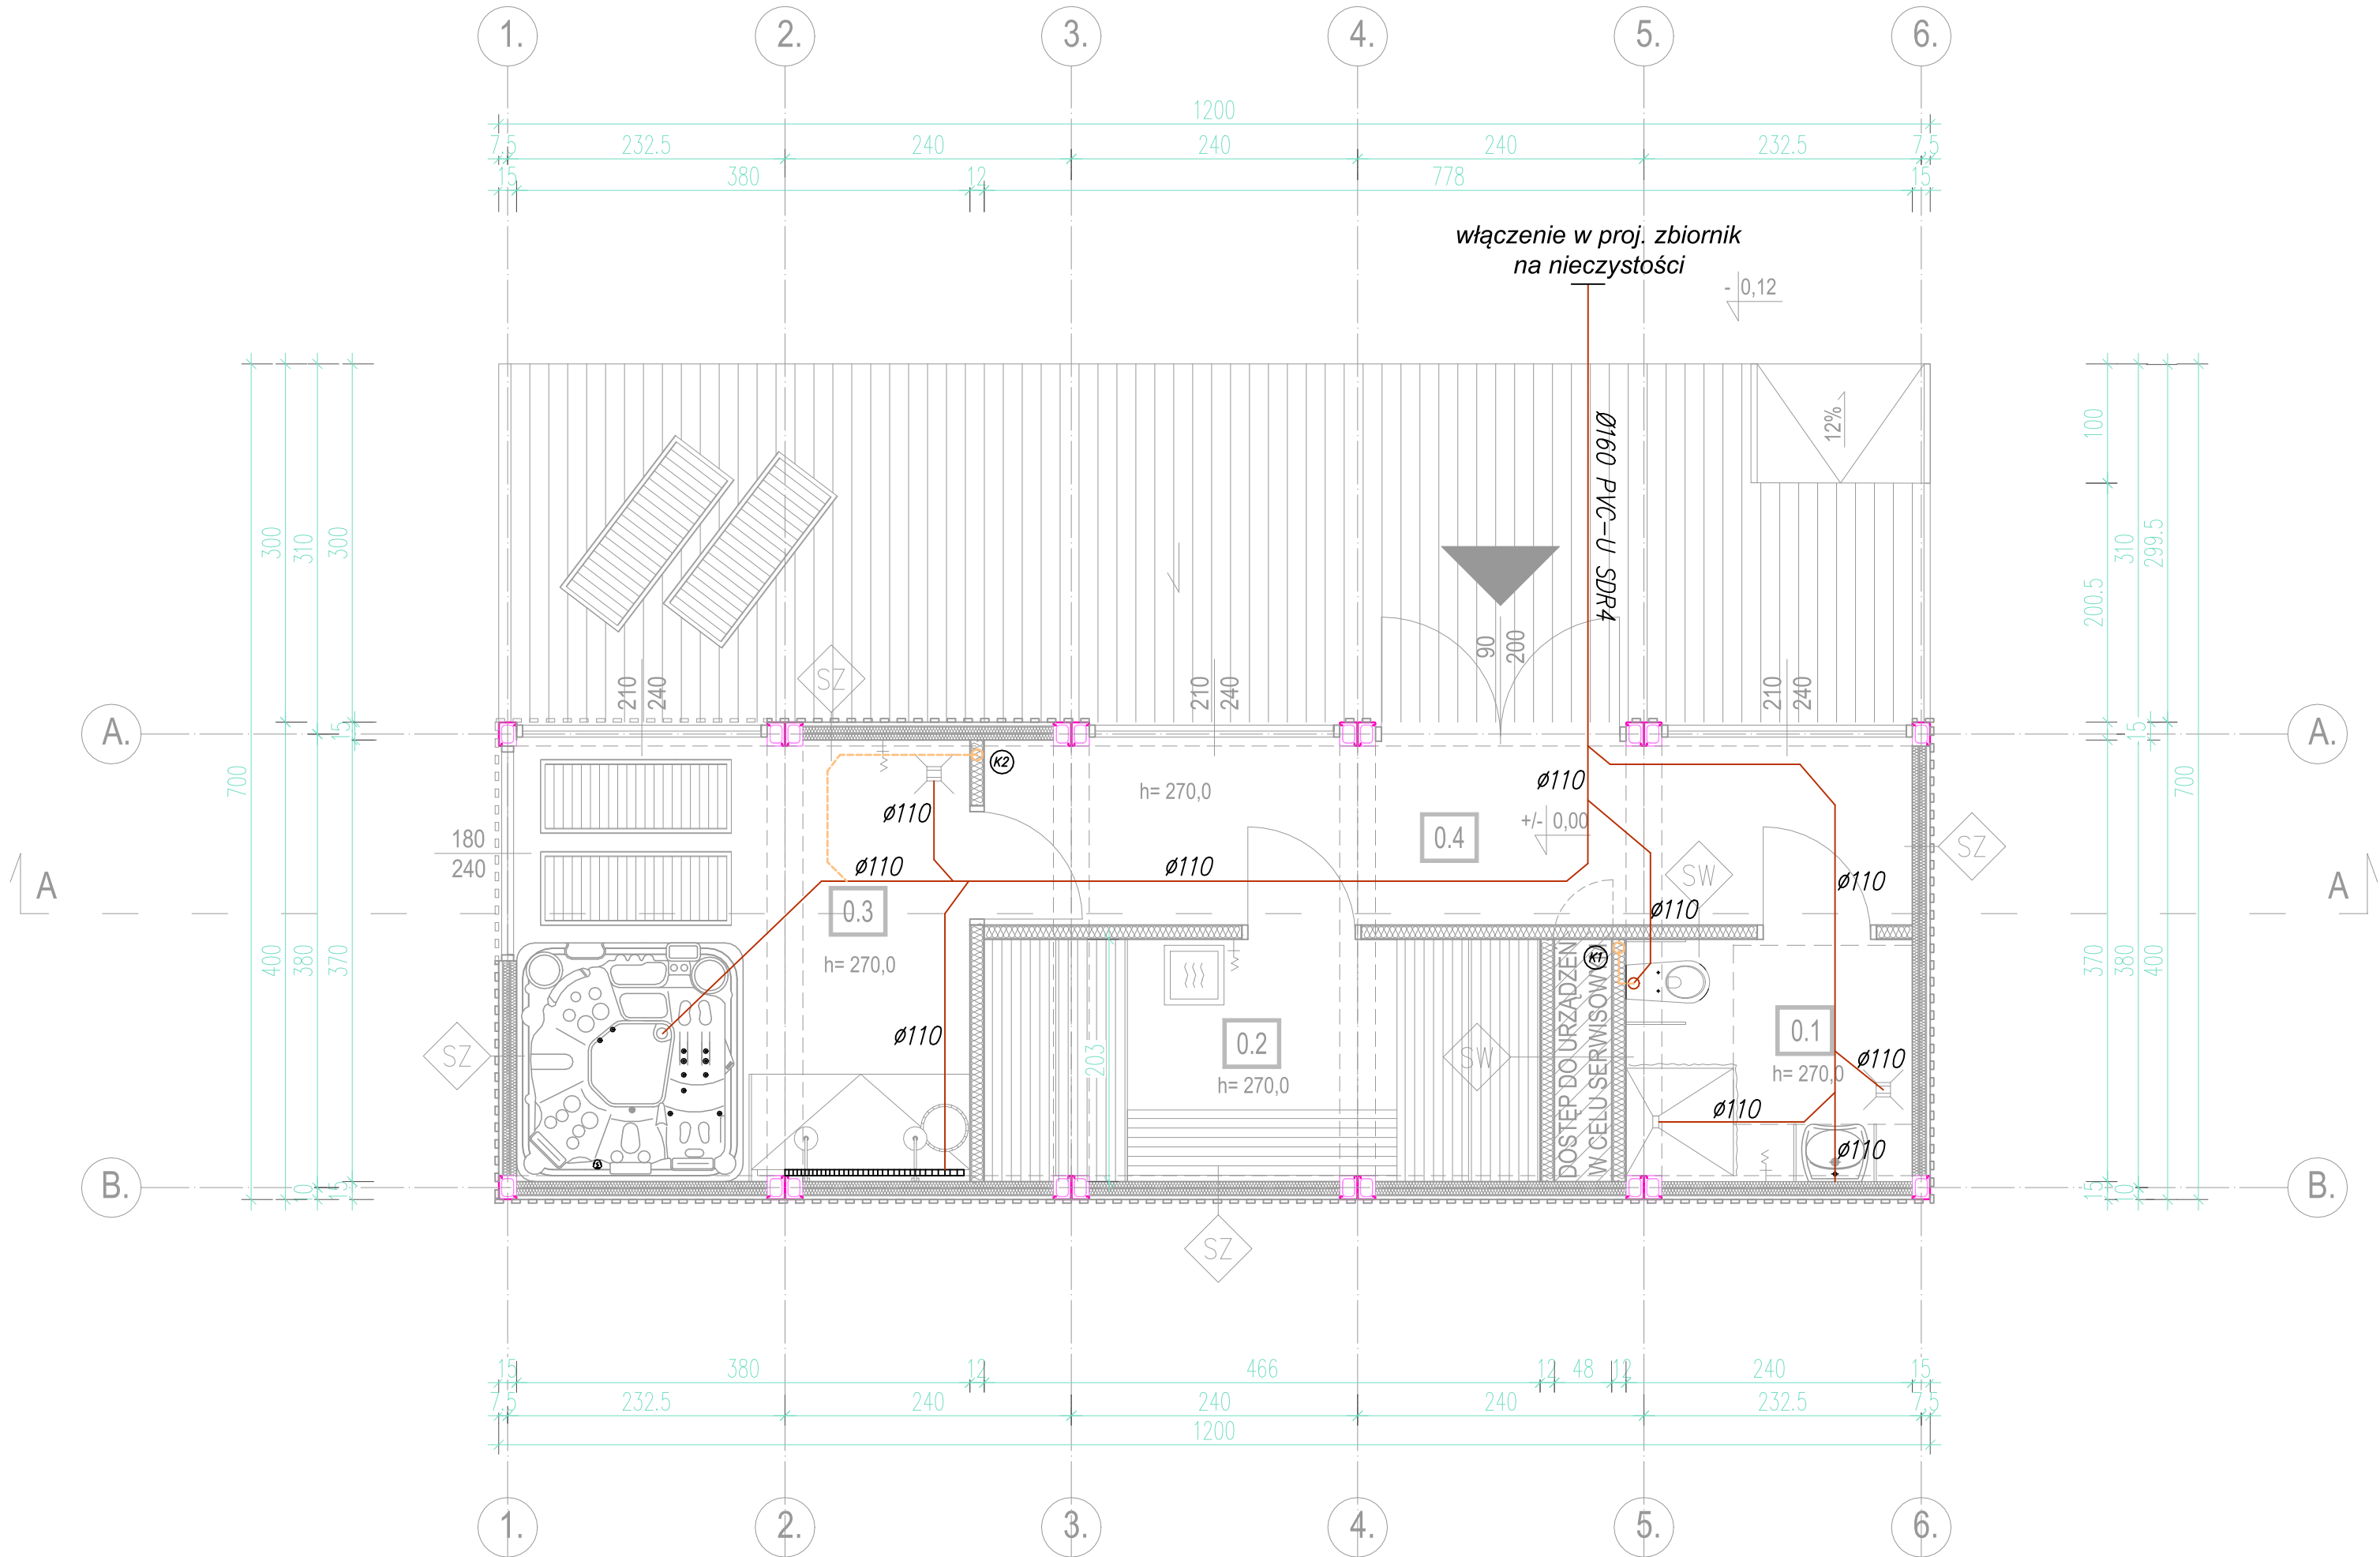 1. 2. 3. 4. 5. 6.
1200
7,5 232.5 240 240 240 232.5 7,5
15 380 12 778 15
włączenie w proj. zbiornik
na nieczystości
- 0,12
12%
Ø160 PVC-U SDR4
100
200.5
310
299.5
300
310
300
700
90
200
210
240
SZ
210
240
210
240
A.
A.
15
15
700
K2
h= 270,0
ø110
ø110
+/- 0,00
0.4
180
240
SZ
A
ø110
ø110
SW
ø110
A
0.3
ø110
h= 270,0
K1
400
380
370
370
380
400
DOSTĘP DO URZĄDZEŃ
W CELU SERWISOWYM
ø110
0.2
h= 270,0
203
SZ
SW
0.1
h= 270,0
ø110
ø110
ø110
B.
B.
10
15
15
10
SZ
15 380 12 466 12 48 12 240 15
7,5 232.5 240 240 240 232.5 7,5
1200
1. 2. 3. 4. 5. 6.